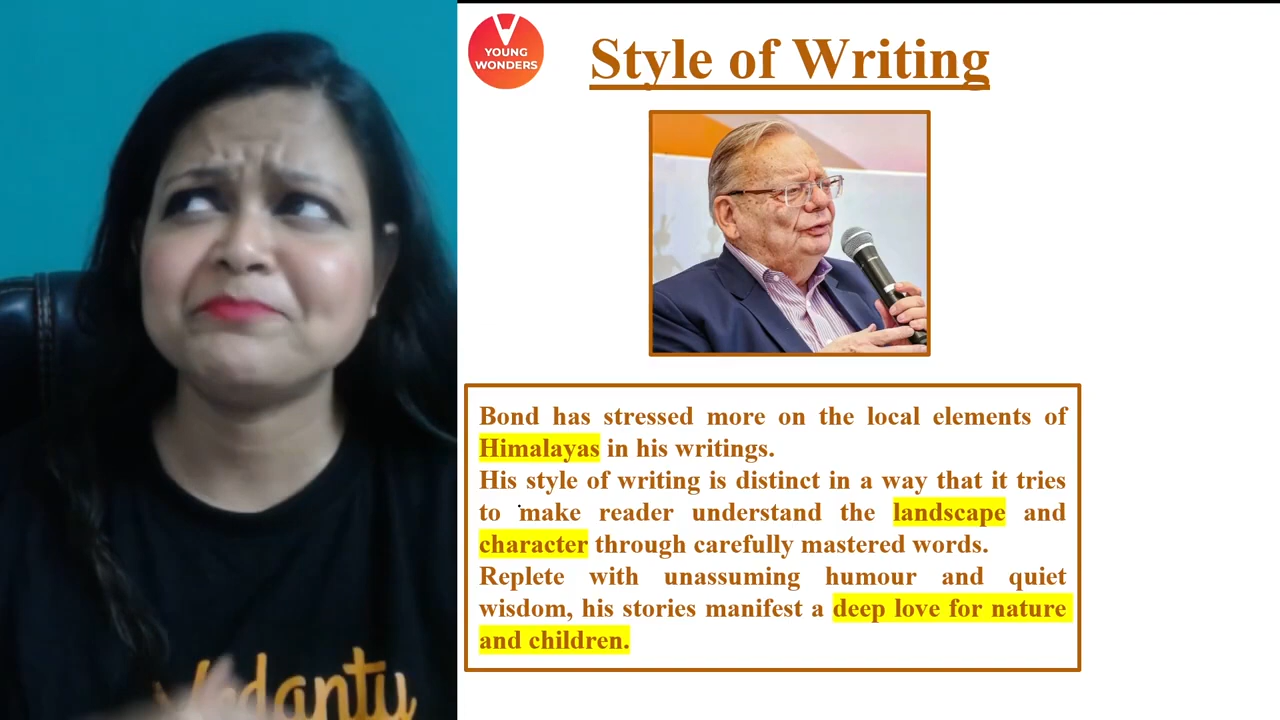 YOUNG
WONDERS
Style of Writing
Bond has stressed more on the local elements of
Himalayas in his writings.
His style of writing is distinct in a way that it tries
to make reader understand the landscape and
character through carefully mastered words.
Replete with unassuming humour and quiet
wisdom, his stories manifest a deep love for nature
and children.
Vedantu